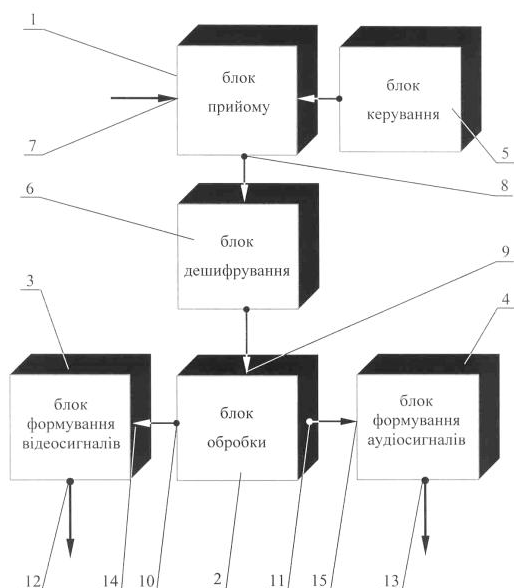 1
блок
прийому
блок
керування
7
5
8
6
блок
дешифрування
9
3
4
блок
формування
відеосигналів
блок
обробки
блок
формування
аудіосигналів
12
14
10
2
11
15
13